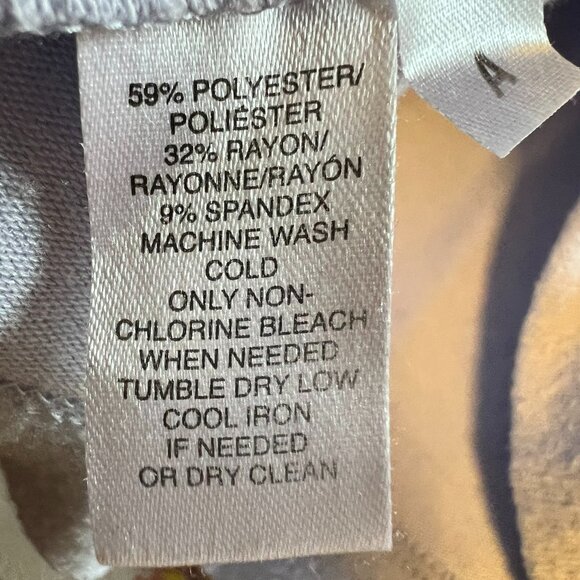 59% POLYESTER/
POLIÉSTER
32% RAYON/
RAYONNE/RAYÓN
9% SPANDEX
MACHINE WASH
COLD
ONLY NON-
CHLORINE BLEACH
WHEN NEEDED
TUMBLE DRY LOW
COOL IRON
IF NEEDED
OR DRY CLEAN
A